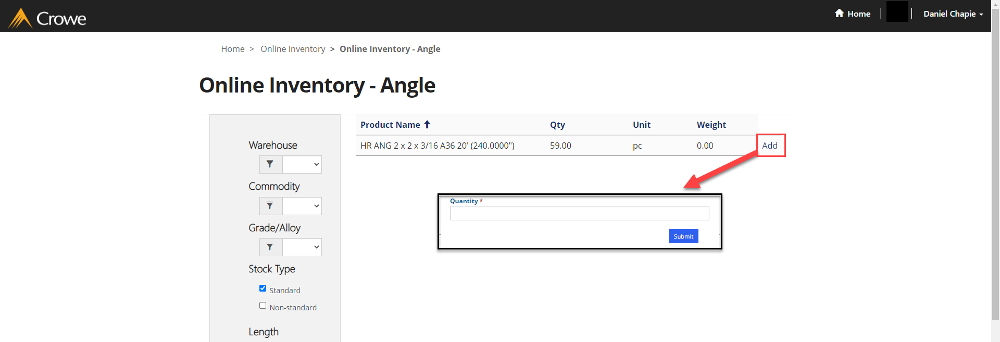 Crowe
Home
Daniel Chapie
Home > Online Inventory > Online Inventory - Angle
Online Inventory - Angle
Product Name Qty Unit Weight
HR ANG 2 x 2 x 3/16 A36 20' (240.0000") 59.00 pc 0.00 Add
Warehouse
Commodity
Grade/Alloy
Stock Type
Standard
Non-standard
Length
Quantity *
Submit